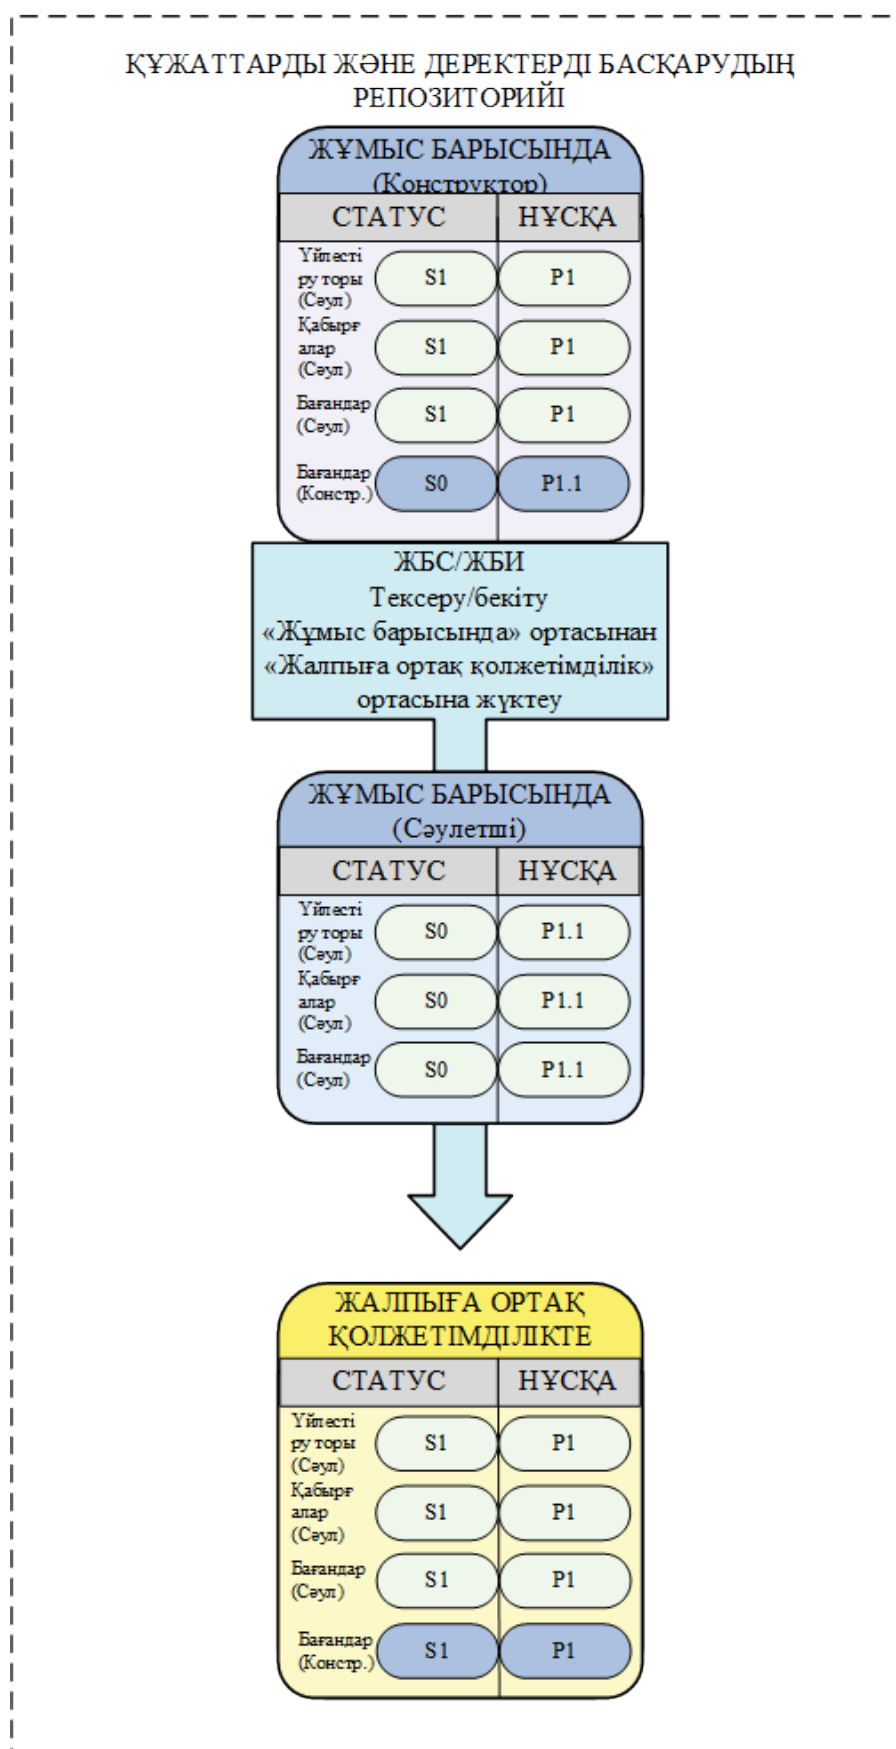 ҚҰЖАТТАРДЫ ЖӘНЕ ДЕРЕКТЕРДІ БАСҚАРУДЫҢ
РЕПОЗИТОРИЙІ
ЖҰМЫС БАРЫСЫНДА
(Конструктор)
СТАТУС НҰСҚА
Үйлесті
ру торы
(Сәул)
S1 P1
Қабырғ
алар
(Сәул)
S1 P1
Бағандар
(Сәул)
S1 P1
Бағандар
(Констр.)
S0 P1.1
ЖБС/ЖБИ
Тексеру/бекіту
«Жұмыс барысында» ортасынан
«Жалпыға ортақ қолжетімділік»
ортасына жүктеу
ЖҰМЫС БАРЫСЫНДА
(Сәулетші)
СТАТУС НҰСҚА
Үйлесті
ру торы
(Сәул)
S0 P1.1
Қабырғ
алар
(Сәул)
S0 P1.1
Бағандар
(Сәул)
S0 P1.1
ЖАЛПЫҒА ОРТАҚ
ҚОЛЖЕТІМДІЛІКТЕ
СТАТУС НҰСҚА
Үйлесті
ру торы
(Сәул)
S1 P1
Қабырғ
алар
(Сәул)
S1 P1
Бағандар
(Сәул)
S1 P1
Бағандар
(Констр.)
S1 P1